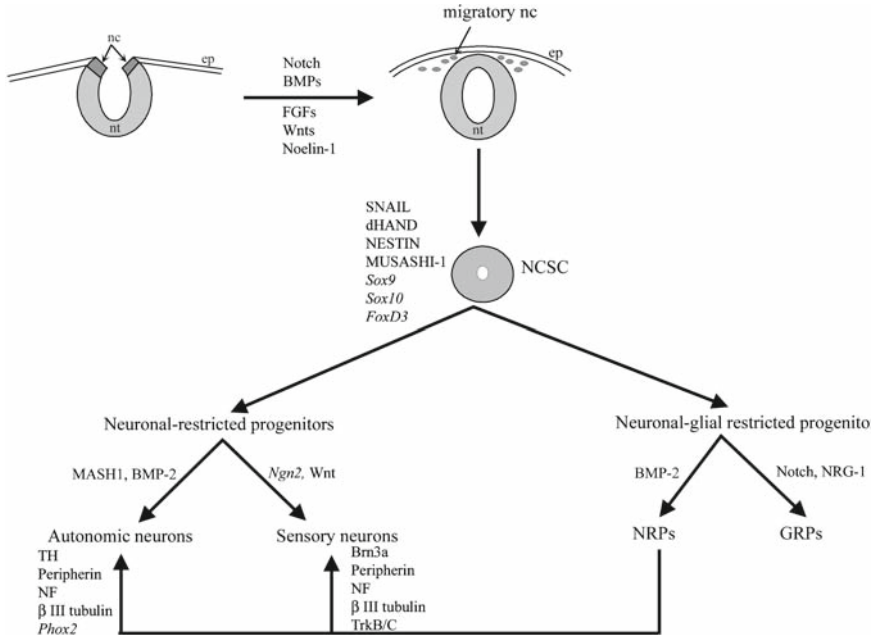 migratory nc
nc
ep
ep
Notch
BMPs
FGFs
Wnts
Noelin-1
nt
nt
SNAIL
dHAND
NESTIN
MUSASHI-1
Sox9
Sox10
FoxD3
NCSC
Neuronal-restricted progenitors
Neuronal-glial restricted progenito
MASH1, BMP-2
Ngn2, Wnt
BMP-2
Notch, NRG-1
Autonomic neurons
TH
Peripherin
NF
β III tubulin
Phox2
Sensory neurons
Brn3a
Peripherin
NF
β III tubulin
TrkB/C
NRPs
GRPs